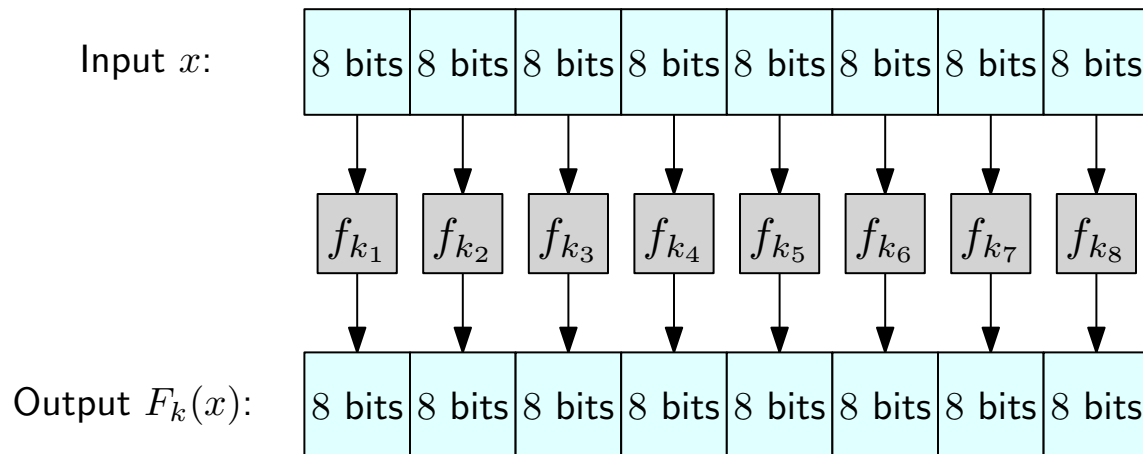 Input x: 8 bits 8 bits 8 bits 8 bits 8 bits 8 bits 8 bits 8 bits
f_{k_1} f_{k_2} f_{k_3} f_{k_4} f_{k_5} f_{k_6} f_{k_7} f_{k_8}
Output F_k(x): 8 bits 8 bits 8 bits 8 bits 8 bits 8 bits 8 bits 8 bits